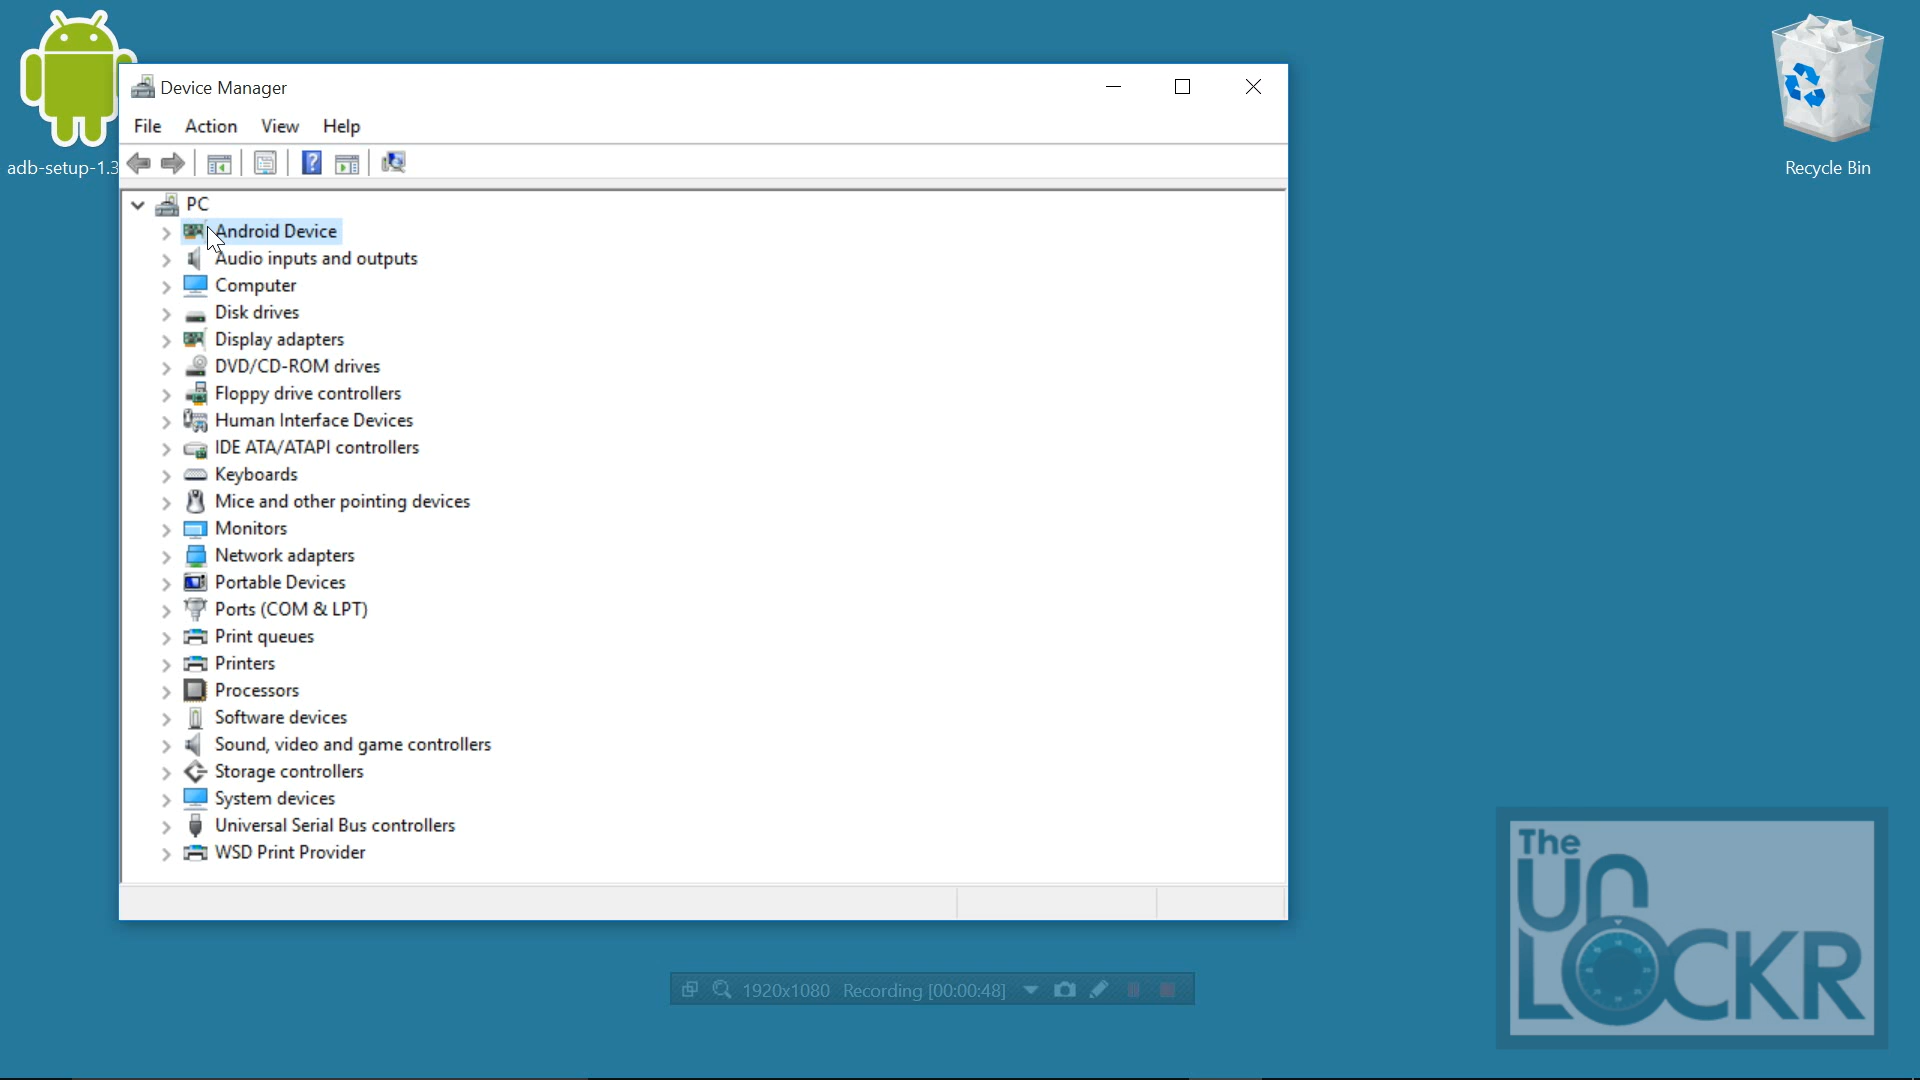 Device Manager
File Action View Help
adb-setup-1.3
Recycle Bin
PC
Android Device
Audio inputs and outputs
Computer
Disk drives
Display adapters
DVD/CD-ROM drives
Floppy drive controllers
Human Interface Devices
IDE ATA/ATAPI controllers
Keyboards
Mice and other pointing devices
Monitors
Network adapters
Portable Devices
Ports (COM & LPT)
Print queues
Printers
Processors
Software devices
Sound, video and game controllers
Storage controllers
System devices
Universal Serial Bus controllers
WSD Print Provider
1920x1080 Recording [00:00:48]
The
UN
LOCKR